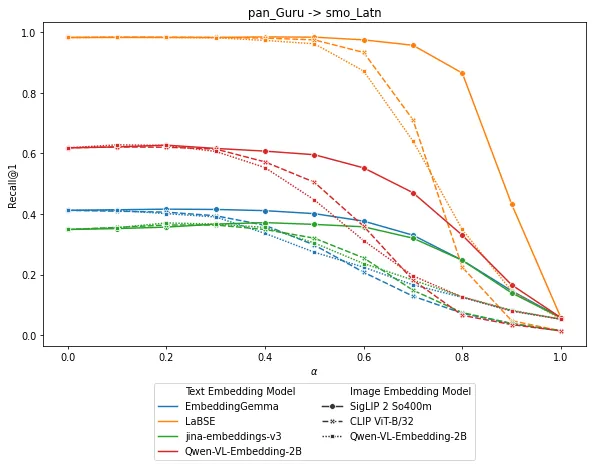 pan_Guru -> smo_Latn
1.0
0.8
0.6
0.4
0.2
0.0
Recall@1
0.0 0.2 0.4 0.6 0.8 1.0
α
Text Embedding Model
EmbeddingGemma
LaBSE
jina-embeddings-v3
Qwen-VL-Embedding-2B
Image Embedding Model
SigLIP 2 So400m
CLIP ViT-B/32
Qwen-VL-Embedding-2B